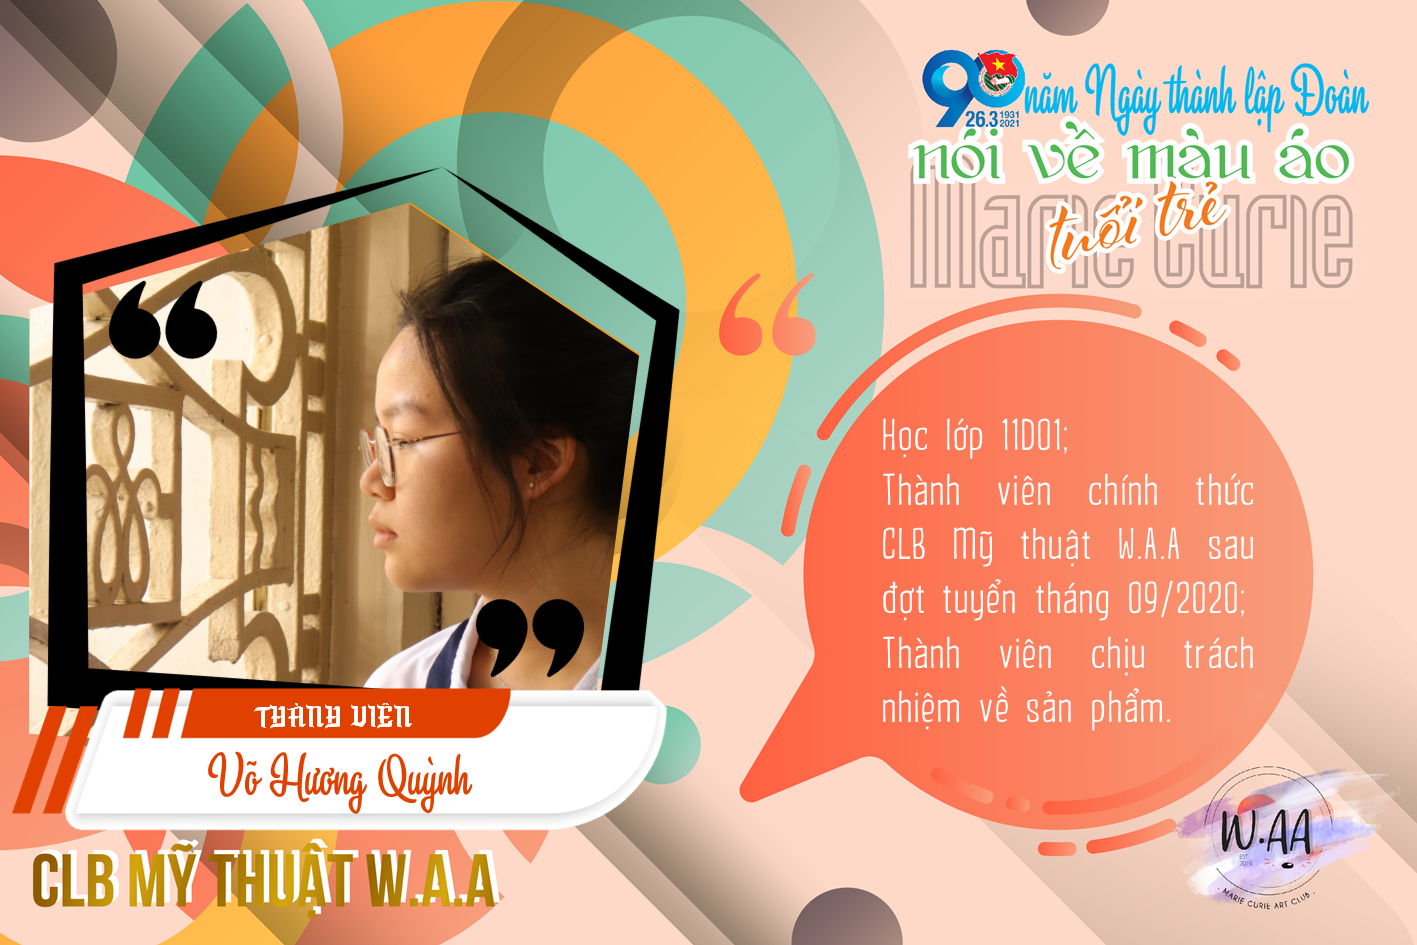 90 năm Ngày thành lập Đoàn
26.3 1931 2021
nói về màu áo
tuổi trẻ
Marie Curie
Học lớp 11D01;
Thành viên chính thức
CLB Mỹ thuật W.A.A sau
đợt tuyển tháng 09/2020;
Thành viên chịu trách
nhiệm về sản phẩm.
THÀNH VIÊN
Võ Hương Quỳnh
CLB MỸ THUẬT W.A.A
W.AA
MARIE CURIE ART CLUB